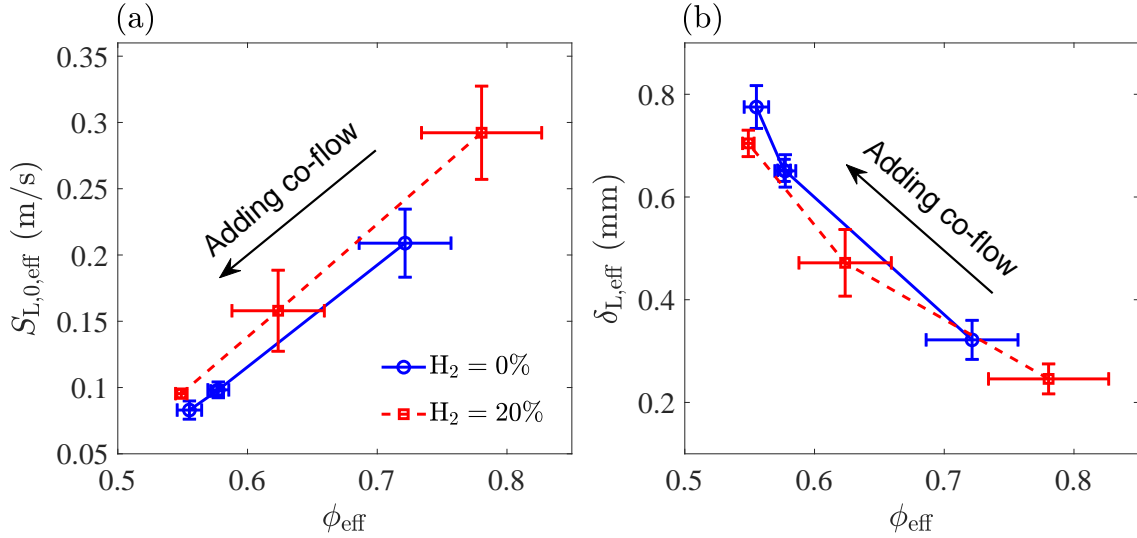 (a)
0.35
0.3
0.25
0.2
0.15
0.1
0.05
S_L,0,eff (m/s)
Adding co-flow
H₂ = 0%
H₂ = 20%
0.5
0.6
0.7
0.8
ϕ_eff
(b)
0.8
0.6
0.4
0.2
δ_L,eff (mm)
Adding co-flow
0.5
0.6
0.7
0.8
ϕ_eff